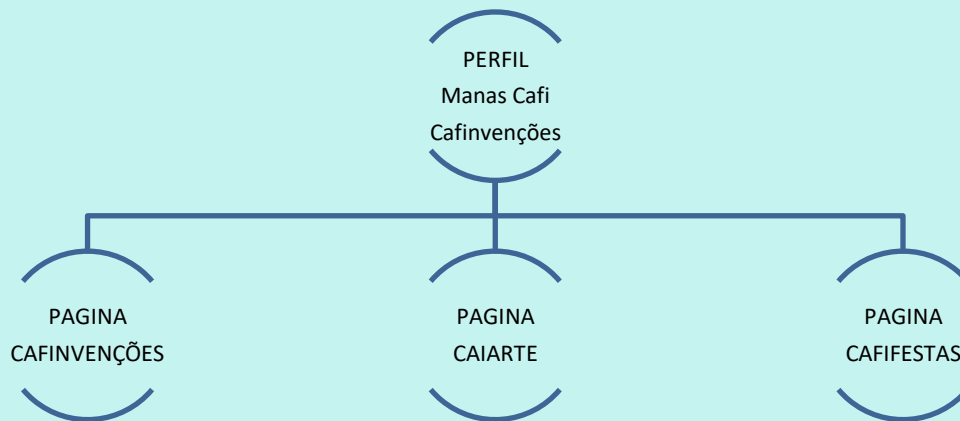 PERFIL
Manas Cafi
Cafinvenções
PAGINA
CAFINVENÇÕES
PAGINA
CAIARTE
PAGINA
CAFIFESTAS